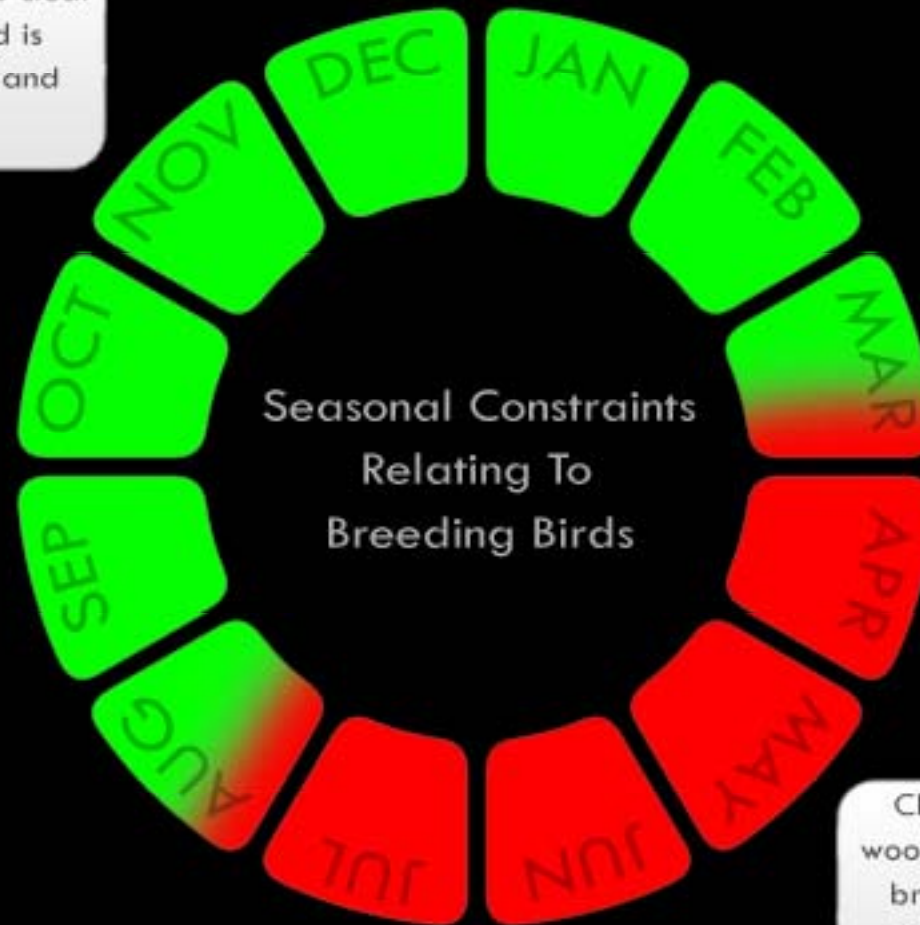 d is
and
DEC
JAN
NOV
FEB
OCT
MAR
Seasonal Constraints
Relating To
Breeding Birds
SEP
APR
AUG
MAY
JUL
JUN